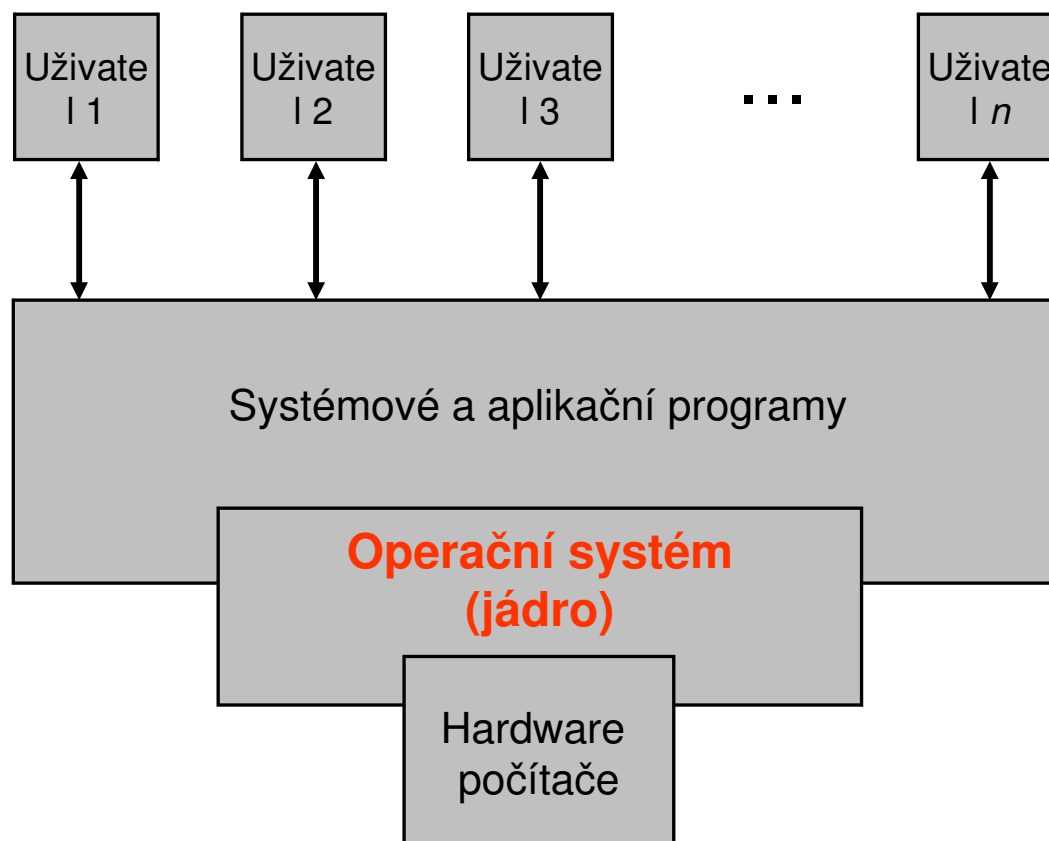 Uživate
l 1
Uživate
l 2
Uživate
l 3
...
Uživate
l n
Systémové a aplikační programy
Operační systém
(jádro)
Hardware
počítače